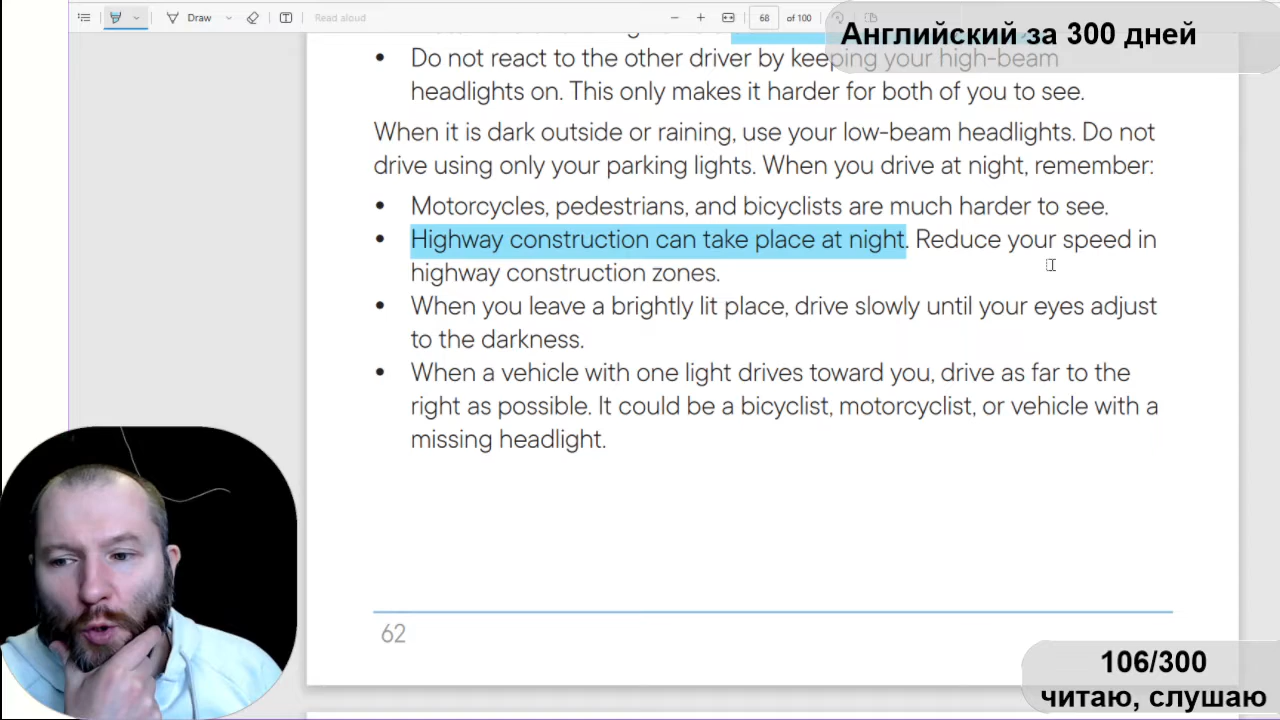 Draw
Read aloud
68
of 100
Английский за 300 дней
• Do not react to the other driver by keeping your high-beam
headlights on. This only makes it harder for both of you to see.
When it is dark outside or raining, use your low-beam headlights. Do not
drive using only your parking lights. When you drive at night, remember:
• Motorcycles, pedestrians, and bicyclists are much harder to see.
• Highway construction can take place at night. Reduce your speed in
highway construction zones.
• When you leave a brightly lit place, drive slowly until your eyes adjust
to the darkness.
• When a vehicle with one light drives toward you, drive as far to the
right as possible. It could be a bicyclist, motorcyclist, or vehicle with a
missing headlight.
62
106/300
читаю, слушаю